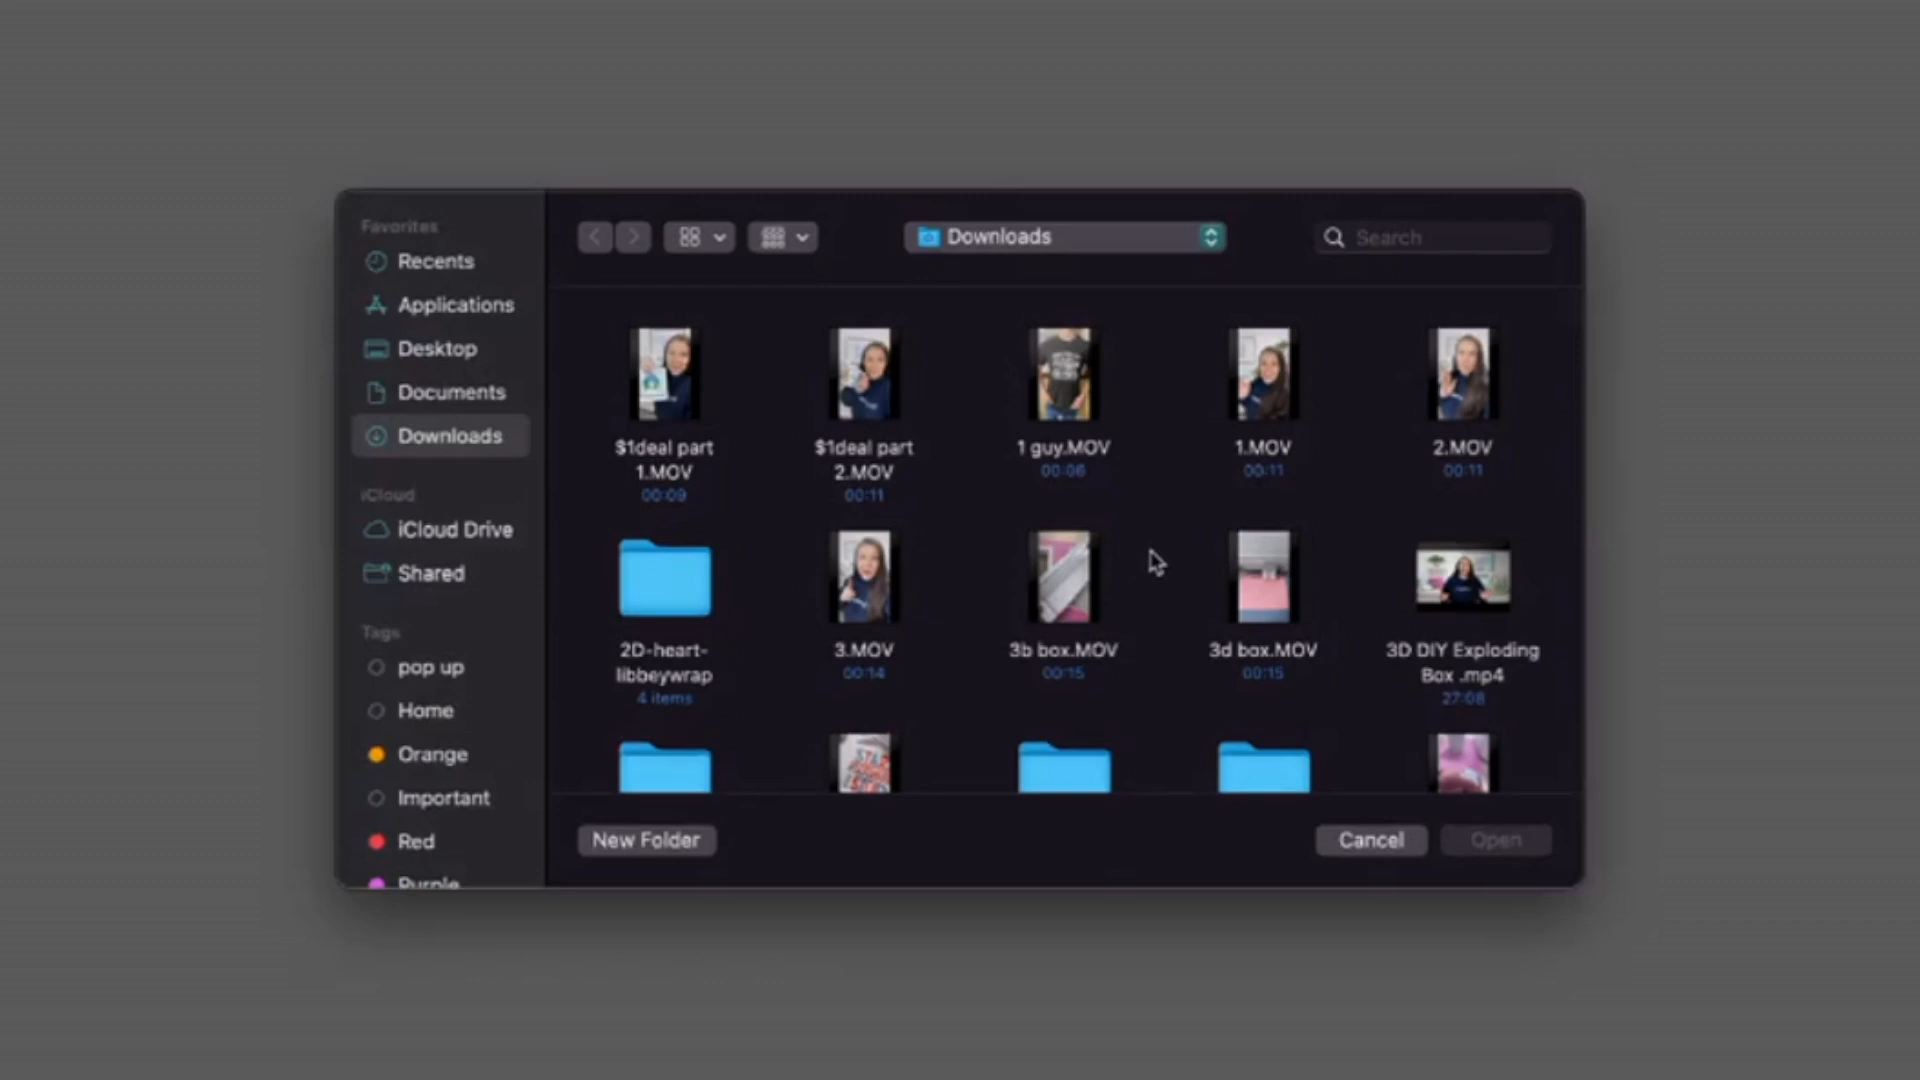 Favorites
Recents
Applications
Desktop
Documents
Downloads
iCloud
iCloud Drive
Shared
Tags
pop up
Home
Orange
Important
Red
Purple
Downloads
Search
$1deal part
1.MOV
00:09
$1deal part
2.MOV
00:11
1 guy.MOV
00:06
1.MOV
00:11
2.MOV
00:11
2D-heart-
libbeywrap
4 items
3.MOV
00:14
3b box.MOV
00:15
3d box.MOV
00:15
3D DIY Exploding
Box .mp4
27:08
New Folder
Cancel
Open